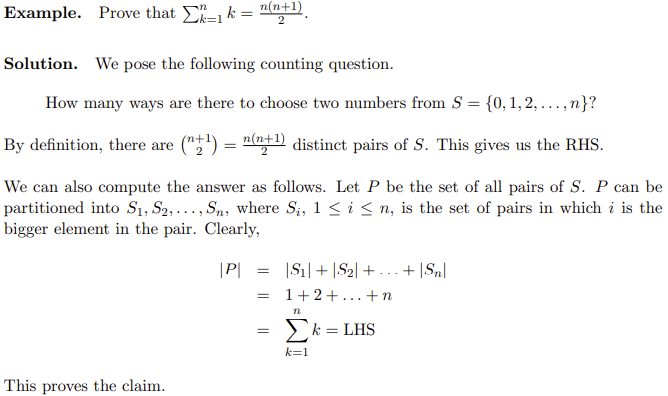 Example. Prove that $\sum_{k=1}^{n} k = \frac{n(n+1)}{2}$.
Solution. We pose the following counting question.
How many ways are there to choose two numbers from $S = \{0, 1, 2, \ldots, n\}$?
By definition, there are $\binom{n+1}{2} = \frac{n(n+1)}{2}$ distinct pairs of $S$. This gives us the RHS.
We can also compute the answer as follows. Let $P$ be the set of all pairs of $S$. $P$ can be
partitioned into $S_1, S_2, \ldots, S_n$, where $S_i$, $1 \leq i \leq n$, is the set of pairs in which $i$ is the
bigger element in the pair. Clearly,
$|P| = |S_1| + |S_2| + \ldots + |S_n|$
$= 1 + 2 + \ldots + n$
$= \sum_{k=1}^{n} k = \text{LHS}$
This proves the claim.